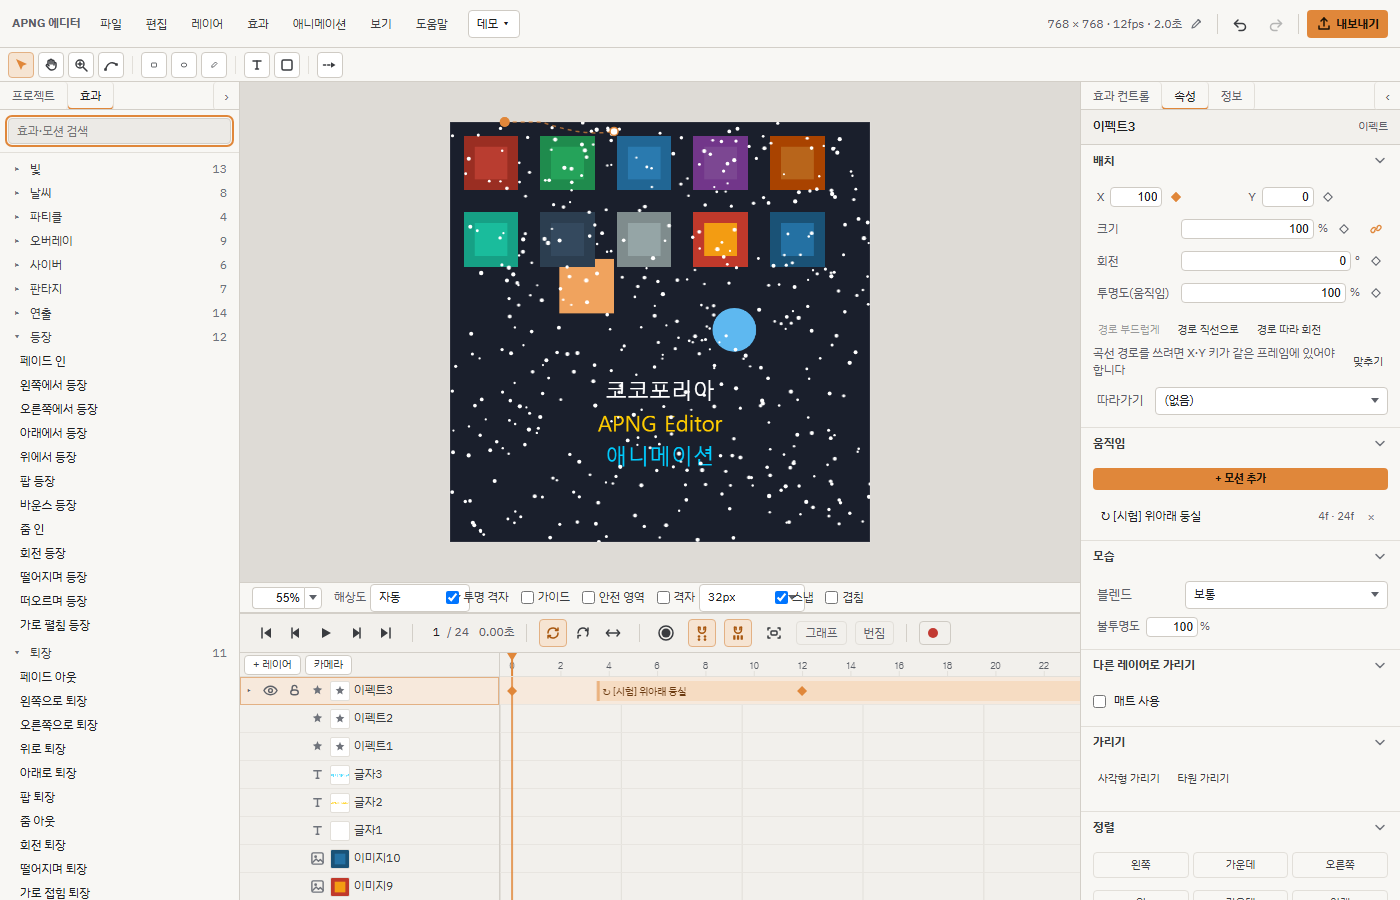 APNG 에디터 파일 편집 레이어 효과 애니메이션 보기 도움말 데모 768 × 768 · 12fps · 2.0초 내보내기
프로젝트 효과
효과·모션 검색
빛 13
날씨 8
파티클 4
오버레이 9
사이버 6
판타지 7
연출 14
등장 12
페이드 인
왼쪽에서 등장
오른쪽에서 등장
아래에서 등장
위에서 등장
팝 등장
바운스 등장
줌 인
회전 등장
떨어지며 등장
떠오르며 등장
가로 펼침 등장
퇴장 11
페이드 아웃
왼쪽으로 퇴장
오른쪽으로 퇴장
위로 퇴장
아래로 퇴장
팝 퇴장
줌 아웃
회전 퇴장
떨어지며 퇴장
가로 접힘 퇴장
코코포리아
APNG Editor
애니메이션
55% 해상도 자동 투명 격자 가이드 안전 영역 격자 32px 스냅 겹침
1 / 24 0.00초 그래프 번짐
+ 레이어 카메라 0 2 4 6 8 10 12 14 16 18 20 22
이펙트3 [시험] 위아래 둥실
이펙트2
이펙트1
글자3
글자2
글자1
이미지10
이미지9
효과 컨트롤 속성 정보
이펙트3 이펙트
배치
X 100 Y 0
크기 100 %
회전 0 °
투명도(움직임) 100 %
경로 부드럽게 경로 직선으로 경로 따라 회전
곡선 경로를 쓰려면 X·Y 키가 같은 프레임에 있어야
합니다 맞추기
따라가기 (없음)
움직임
+ 모션 추가
[시험] 위아래 둥실 4f · 24f ×
모습
블렌드 보통
불투명도 100 %
다른 레이어로 가리기
매트 사용
가리기
사각형 가리기 타원 가리기
정렬
왼쪽 가운데 오른쪽